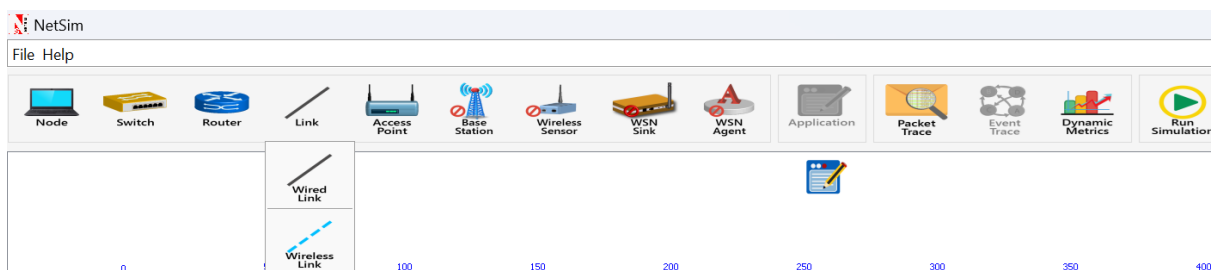 NetSim
File Help
Node
Switch
Router
Link
Access
Point
Base
Station
Wireless
Sensor
WSN
Sink
WSN
Agent
Application
Packet
Trace
Event
Trace
Dynamic
Metrics
Run
Simulation
Wired
Link
Wireless
Link
0 100 150 200 250 300 350 400